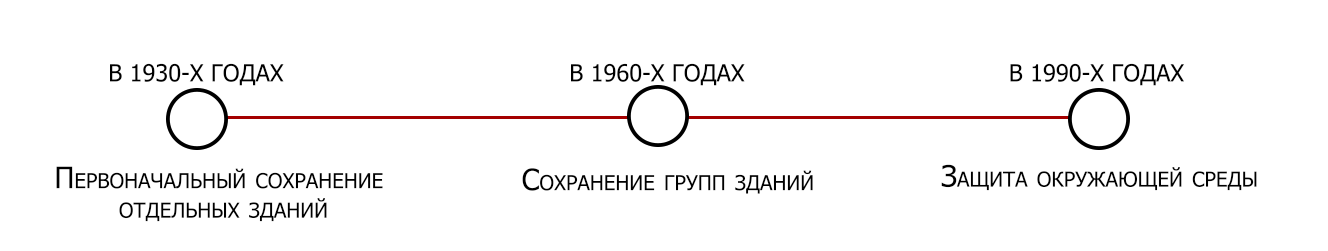 В 1930-Х ГОДАХ
В 1960-Х ГОДАХ
В 1990-Х ГОДАХ
Первоначальный сохранение
отдельных зданий
Сохранение групп зданий
Защита окружающей среды